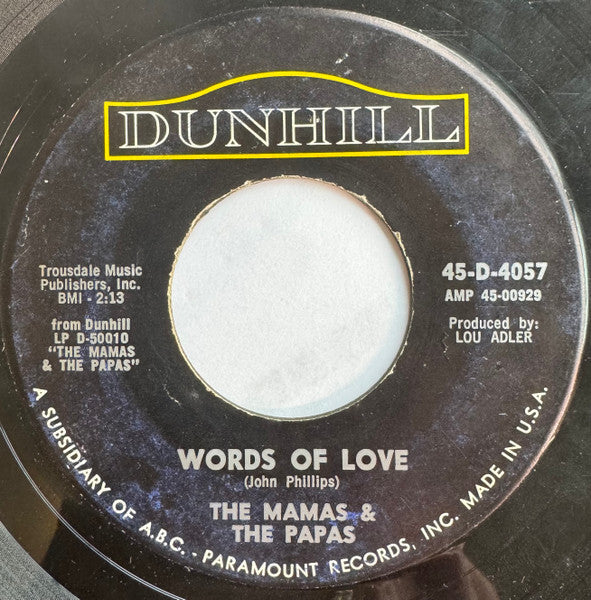 DUNHILL
Trousdale Music
Publishers, Inc.
BMI - 2:13
from Dunhill
LP D-50010
"THE MAMAS
& THE PAPAS"
45-D-4057
AMP 45-00929
Produced by:
LOU ADLER
WORDS OF LOVE
(John Phillips)
THE MAMAS &
THE PAPAS
A SUBSIDIARY OF A.B.C. - PARAMOUNT RECORDS, INC. MADE IN U.S.A.